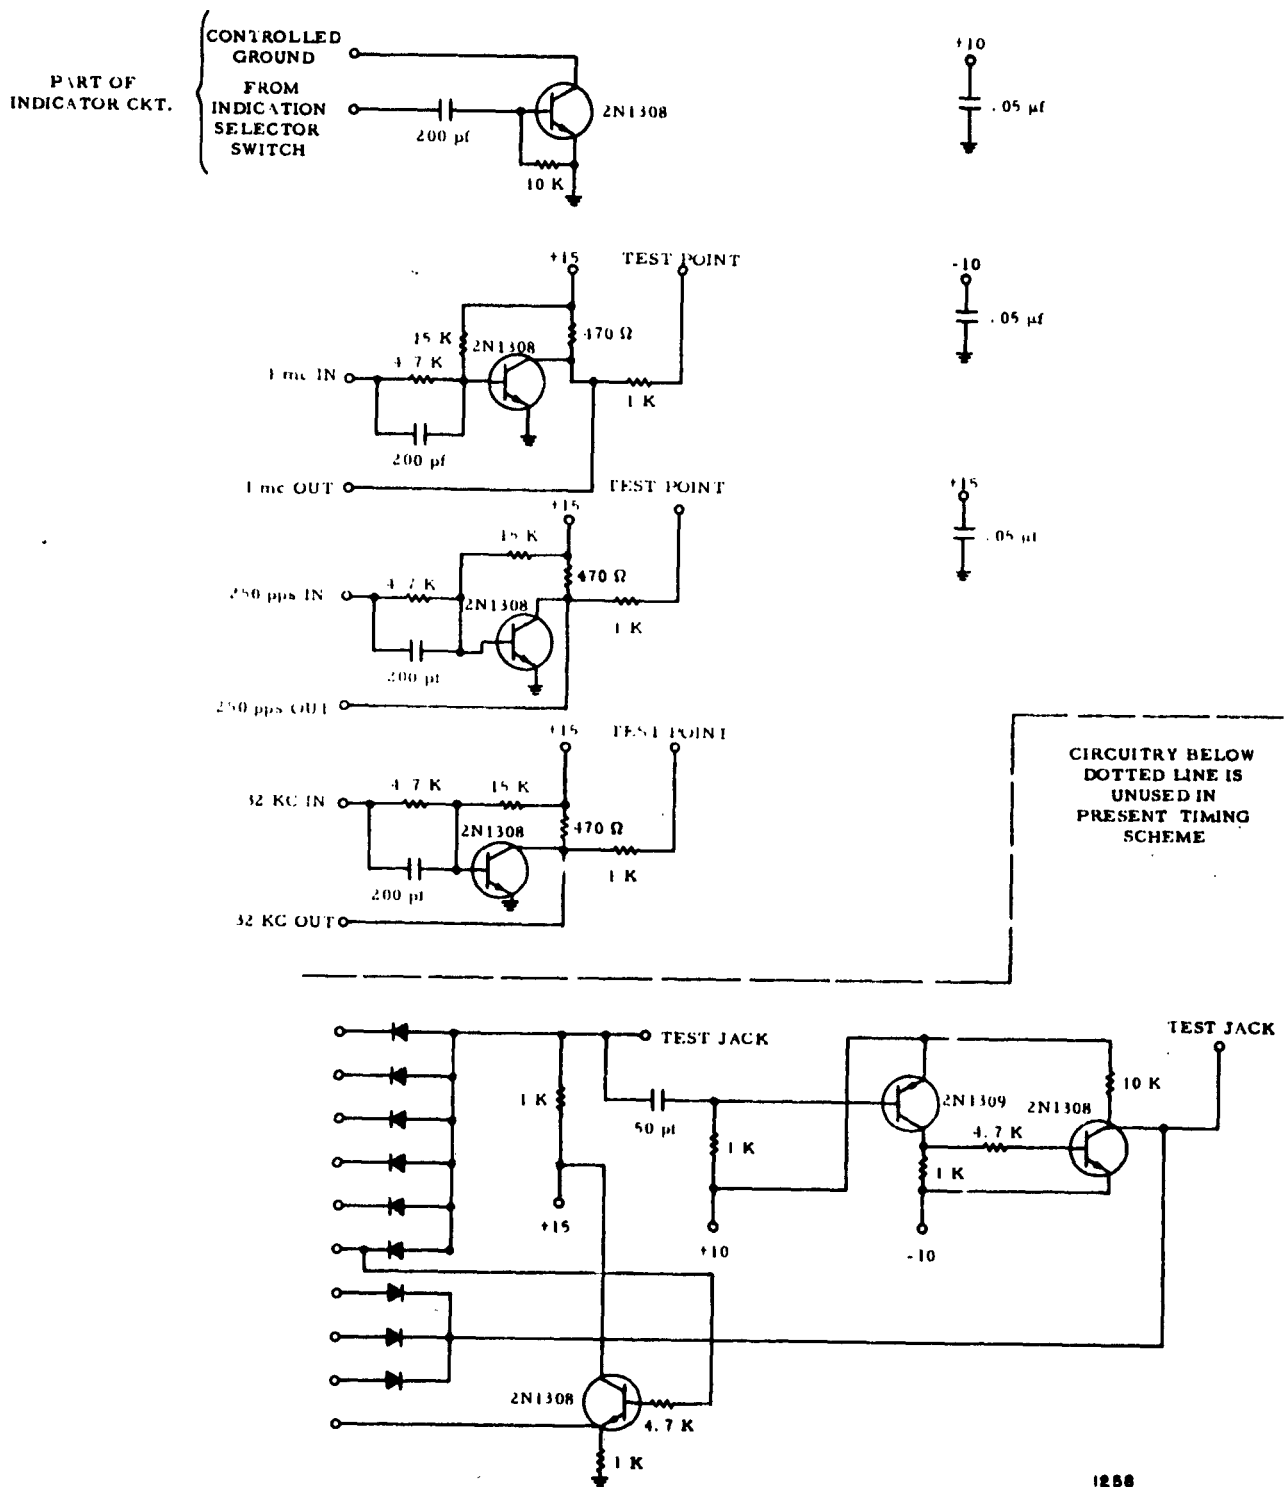 CONTROLLED
GROUND
PART OF
INDICATOR CKT.
FROM
INDICATION
SELECTOR
SWITCH
200 pf
2N1308
10 K
+10
.05 µf
+15
TEST POINT
15 K
470 Ω
2N1308
4.7 K
1 mc IN
1 K
200 pf
1 mc OUT
-10
.05 µf
+15
TEST POINT
15 K
470 Ω
4.7 K
250 pps IN
2N1308
1 K
200 pf
250 pps OUT
+15
.05 µf
+15
TEST POINT
4.7 K
15 K
32 KC IN
470 Ω
2N1308
1 K
200 pf
32 KC OUT
CIRCUITRY BELOW
DOTTED LINE IS
UNUSED IN
PRESENT TIMING
SCHEME
TEST JACK
TEST JACK
1 K
50 pf
1 K
2N1309
2N1308
10 K
4.7 K
1 K
+15
+10
-10
2N1308
4.7 K
1 K
1268